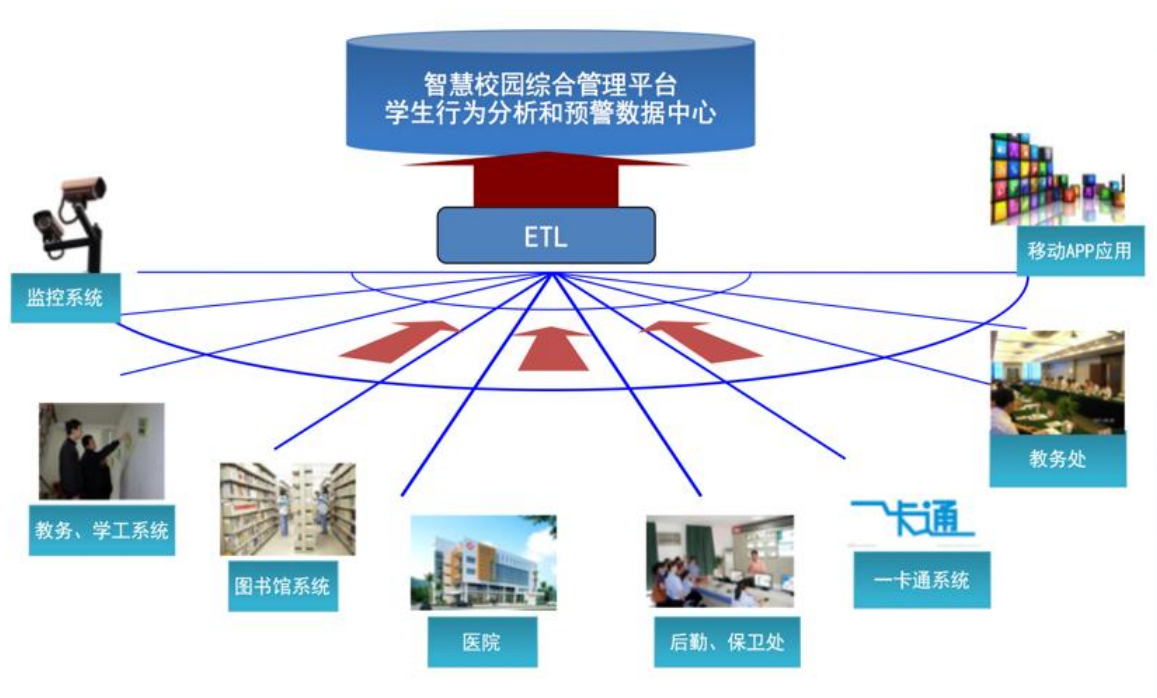 智慧校园综合管理平台
学生行为分析和预警数据中心
ETL
监控系统
移动APP应用
教务处
教务、学工系统
图书馆系统
医院
后勤、保卫处
一卡通
一卡通系统